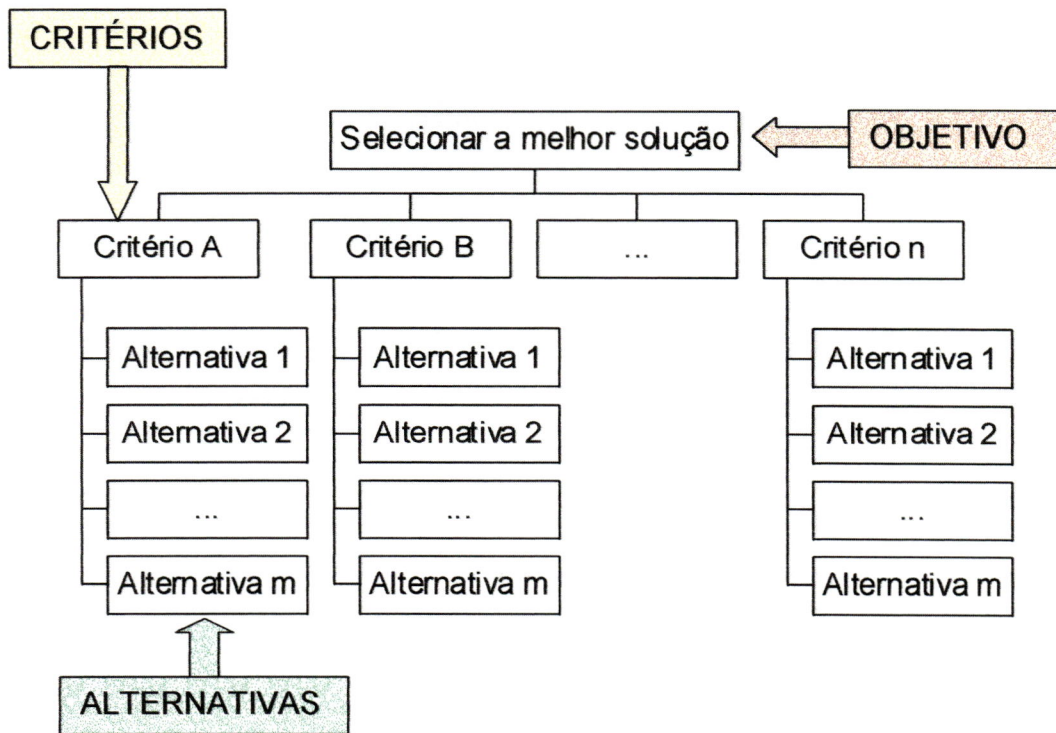 CRITÉRIOS
Selecionar a melhor solução
OBJETIVO
Critério A
Critério B
...
Critério n
Alternativa 1
Alternativa 2
...
Alternativa m
Alternativa 1
Alternativa 2
...
Alternativa m
Alternativa 1
Alternativa 2
...
Alternativa m
ALTERNATIVAS